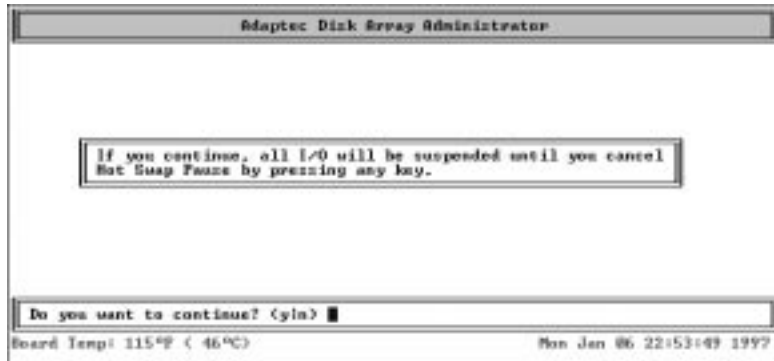 Adaptec Disk Array Administrator
If you continue, all I/O will be suspended until you cancel
Hot Swap Pause by pressing any key.
Do you want to continue? (y|n)
Board Temp: 115°F ( 46°C)
Mon Jan 06 22:53:49 1997